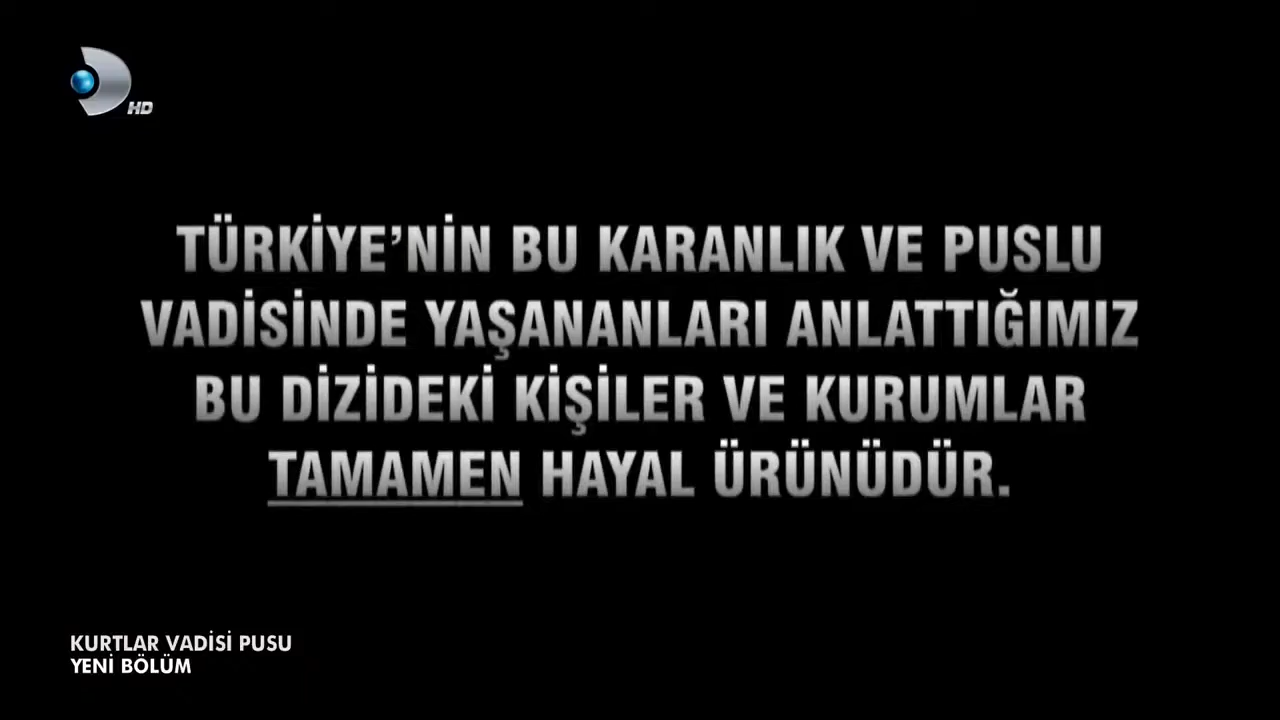 HD
TÜRKİYE'NİN BU KARANLIK VE PUSLU
VADİSİNDE YAŞANANLARI ANLATTIĞIMIZ
BU DİZİDEKİ KİŞİLER VE KURUMLAR
TAMAMEN HAYAL ÜRÜNÜDÜR.
KURTLAR VADİSİ PUSU
YENİ BÖLÜM